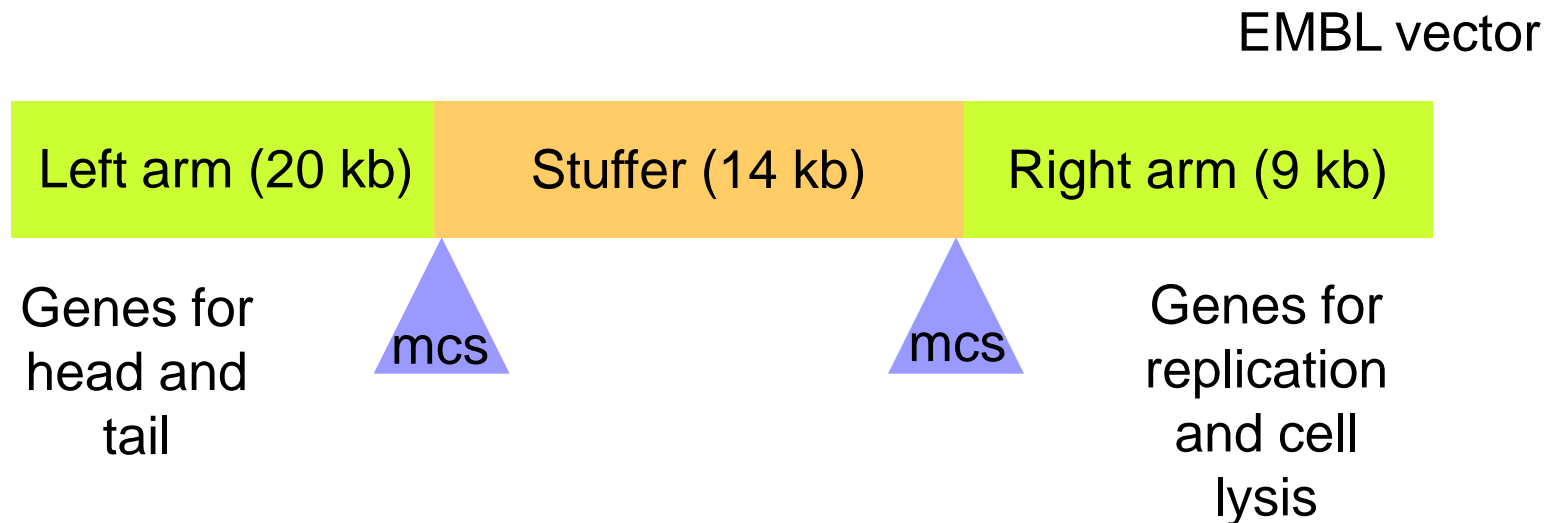 EMBL vector
Left arm (20 kb)
Stuffer (14 kb)
Right arm (9 kb)
mcs
mcs
Genes for
head and
tail
Genes for
replication
and cell
lysis